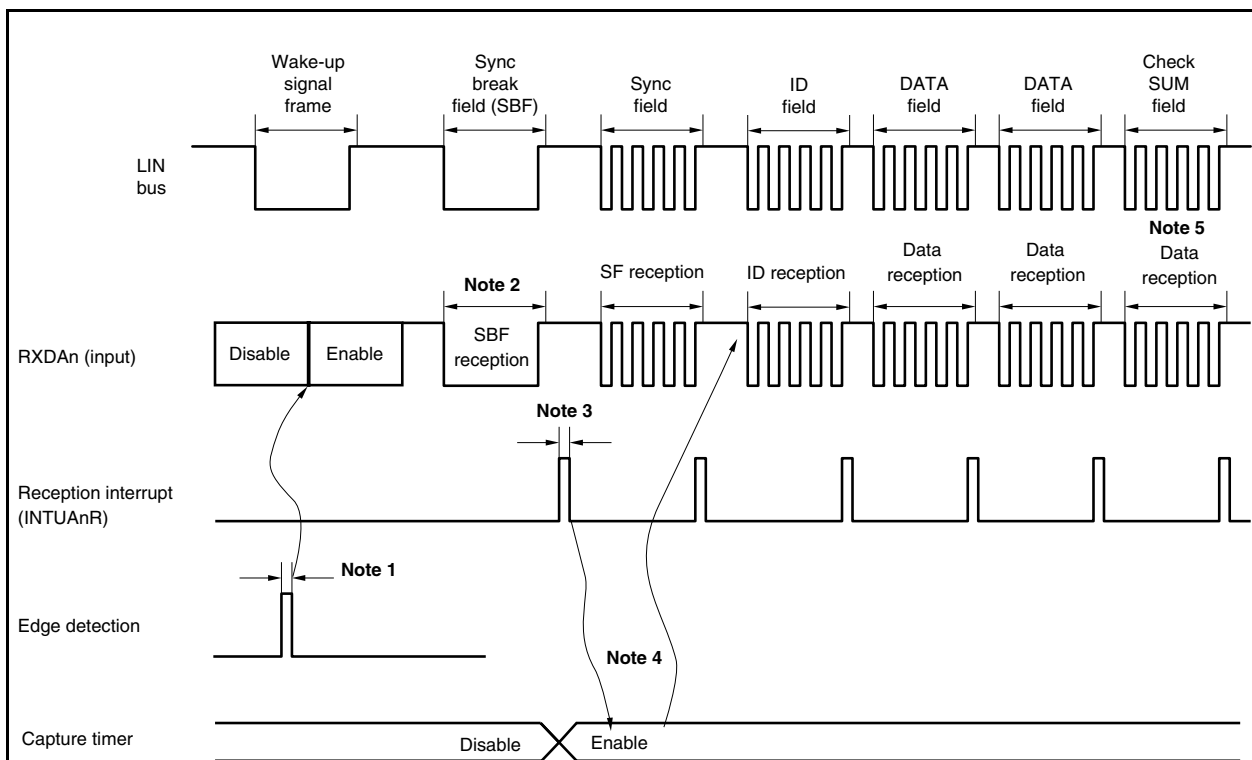 Wake-up
signal
frame
Sync
break
field (SBF)
Sync
field
ID
field
DATA
field
DATA
field
Check
SUM
field
LIN
bus
Note 5
Note 2
SF reception
ID reception
Data
reception
Data
reception
Data
reception
RXDAn (input)
Disable
Enable
SBF
reception
Note 3
Reception interrupt
(INTUAnR)
Note 1
Edge detection
Note 4
Capture timer
Disable
Enable